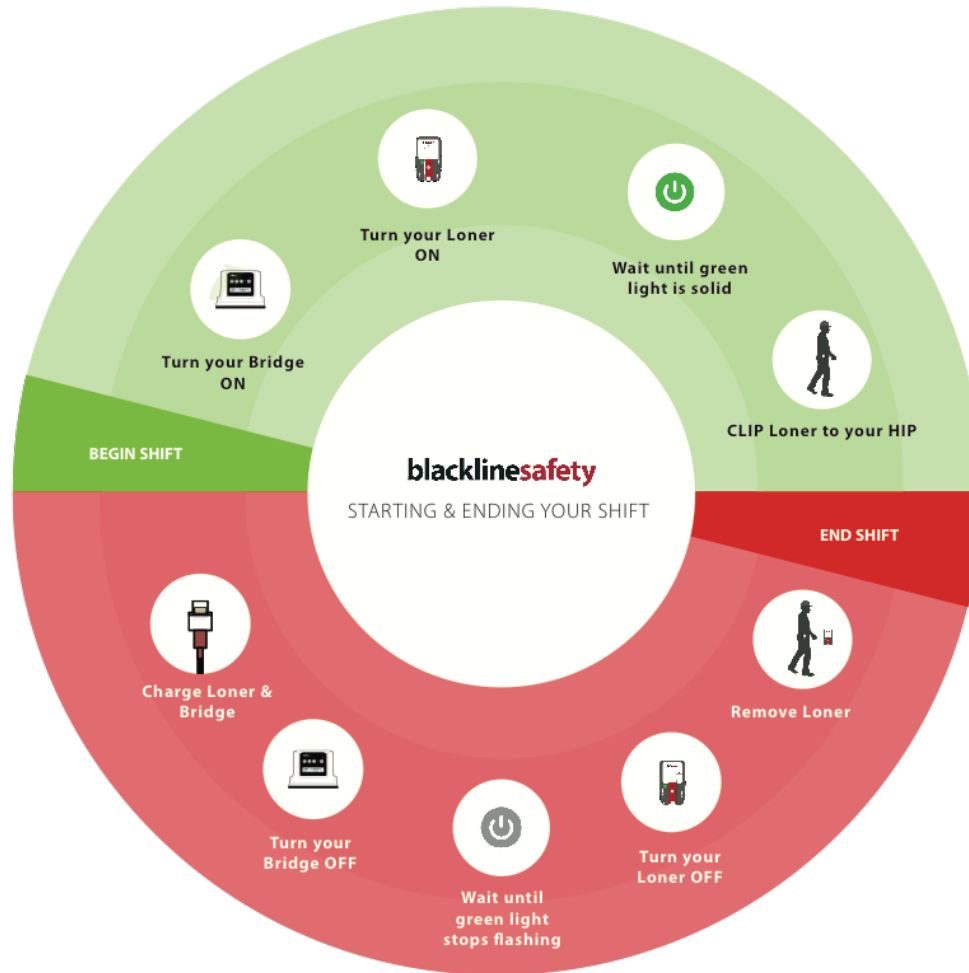 Turn your Loner
ON
Wait until green
light is solid
Turn your Bridge
ON
CLIP Loner to your HIP
BEGIN SHIFT
blacklinesafety
STARTING & ENDING YOUR SHIFT
END SHIFT
Remove Loner
Turn your
Loner OFF
Wait until
green light
stops flashing
Turn your
Bridge OFF
Charge Loner &
Bridge